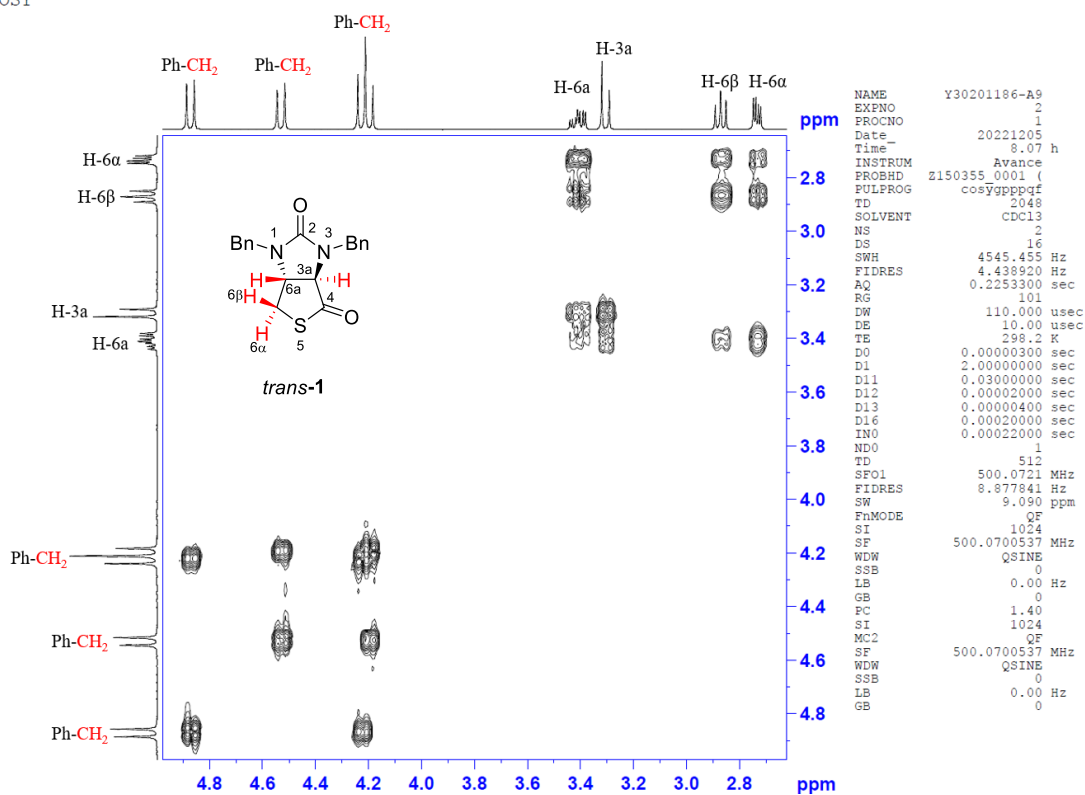 Ph-CH2
Ph-CH2
Ph-CH2
H-6a
H-3a
H-6β
H-6α
ppm
H-6α
H-6β
H-3a
H-6a
Ph-CH2
Ph-CH2
Ph-CH2
O
Bn
1
N
2
3
N
Bn
H
3a
H
6β
H
6a
4
S
5
O
H
6α
trans-1
2.8
3.0
3.2
3.4
3.6
3.8
4.0
4.2
4.4
4.6
4.8
4.8
4.6
4.4
4.2
4.0
3.8
3.6
3.4
3.2
3.0
2.8
ppm
NAME Y30201186-A9
EXPNO 2
PROCNO 1
Date_ 20221205
Time 8.07 h
INSTRUM Avance
PROBHD Z150355_0001 (
PULPROG cosygpppqf
TD 2048
SOLVENT CDCl3
NS 2
DS 16
SWH 4545.455 Hz
FIDRES 4.438920 Hz
AQ 0.2253300 sec
RG 101
DW 110.000 usec
DE 10.00 usec
TE 298.2 K
D0 0.00000300 sec
D1 2.00000000 sec
D11 0.03000000 sec
D12 0.00002000 sec
D13 0.00000400 sec
D16 0.00020000 sec
IN0 0.00022000 sec
ND0 1
TD 512
SFO1 500.0721 MHz
FIDRES 8.877841 Hz
SW 9.090 ppm
FnMODE QF
SI 1024
SF 500.0700537 MHz
WDW QSINE
SSB 0
LB 0.00 Hz
GB 0
PC 1.40
SI 1024
MC2 QF
SF 500.0700537 MHz
WDW QSINE
SSB 0
LB 0.00 Hz
GB 0